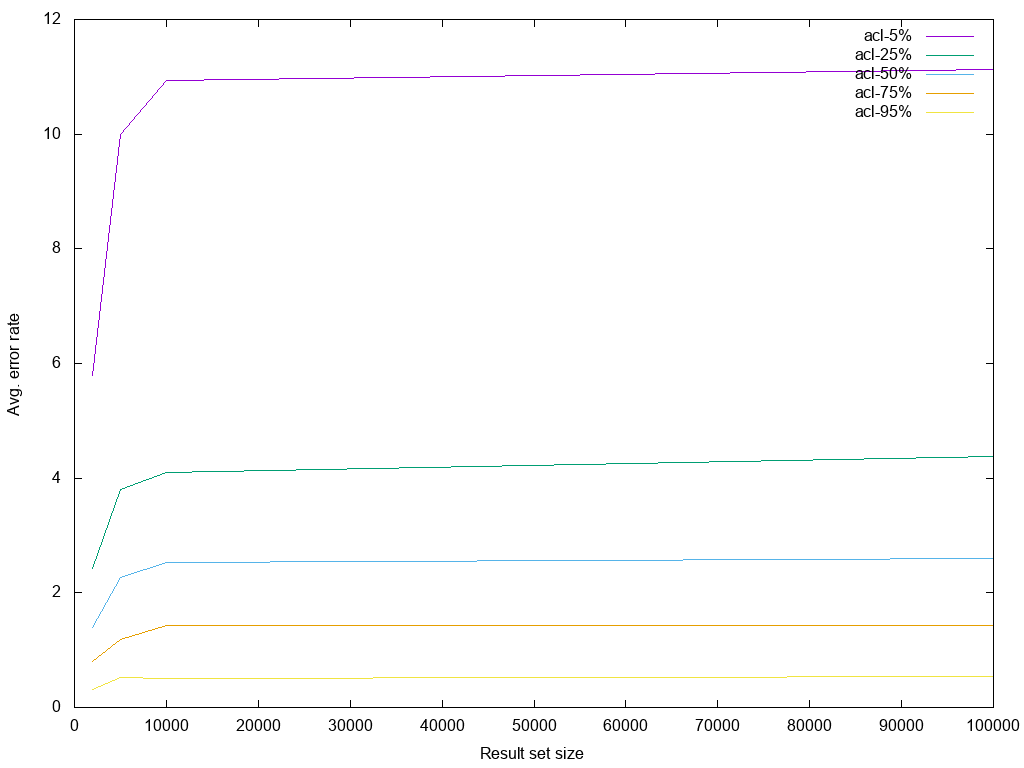 12
10
8
6
4
2
0
Avg. error rate
acl-5%
acl-25%
acl-50%
acl-75%
acl-95%
0 10000 20000 30000 40000 50000 60000 70000 80000 90000 100000
Result set size